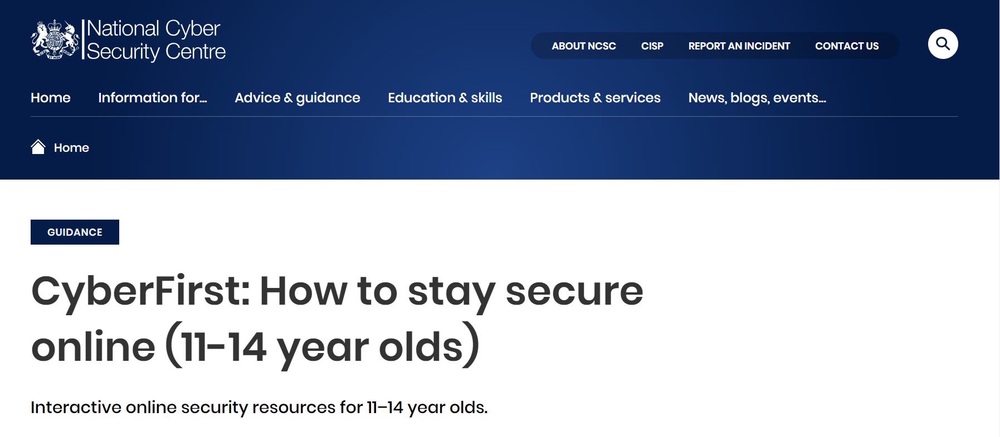 National Cyber
Security Centre
ABOUT NCSC CISP REPORT AN INCIDENT CONTACT US
Home Information for... Advice & guidance Education & skills Products & services News, blogs, events...
Home
GUIDANCE
CyberFirst: How to stay secure
online (11-14 year olds)
Interactive online security resources for 11–14 year olds.